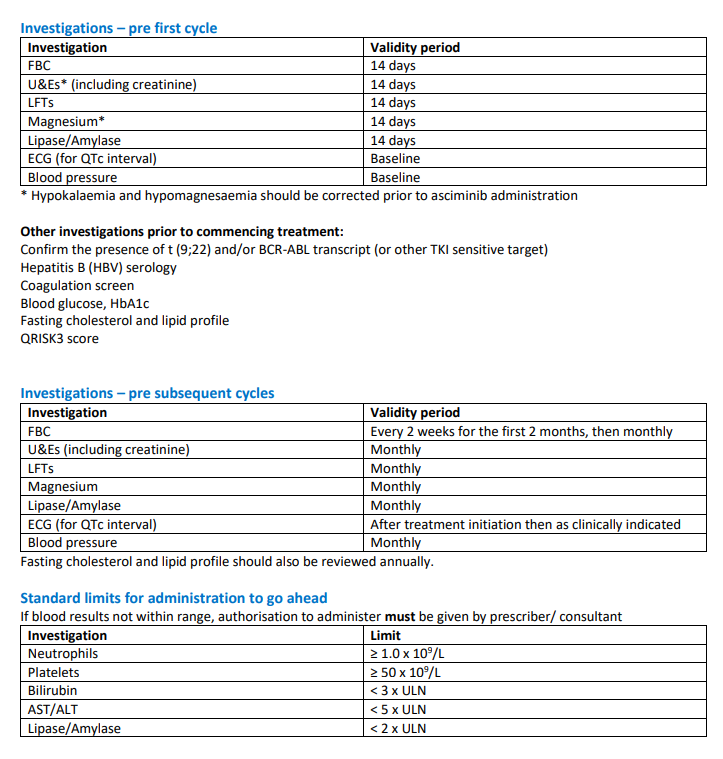 Investigations – pre first cycle
Investigation Validity period
FBC 14 days
U&Es* (including creatinine) 14 days
LFTs 14 days
Magnesium* 14 days
Lipase/Amylase 14 days
ECG (for QTc interval) Baseline
Blood pressure Baseline
* Hypokalaemia and hypomagnesaemia should be corrected prior to asciminib administration
Other investigations prior to commencing treatment:
Confirm the presence of t (9;22) and/or BCR-ABL transcript (or other TKI sensitive target)
Hepatitis B (HBV) serology
Coagulation screen
Blood glucose, HbA1c
Fasting cholesterol and lipid profile
QRISK3 score
Investigations – pre subsequent cycles
Investigation Validity period
FBC Every 2 weeks for the first 2 months, then monthly
U&Es (including creatinine) Monthly
LFTs Monthly
Magnesium Monthly
Lipase/Amylase Monthly
ECG (for QTc interval) After treatment initiation then as clinically indicated
Blood pressure Monthly
Fasting cholesterol and lipid profile should also be reviewed annually.
Standard limits for administration to go ahead
If blood results not within range, authorisation to administer must be given by prescriber/ consultant
Investigation Limit
Neutrophils ≥ 1.0 x 10⁹/L
Platelets ≥ 50 x 10⁹/L
Bilirubin < 3 x ULN
AST/ALT < 5 x ULN
Lipase/Amylase < 2 x ULN